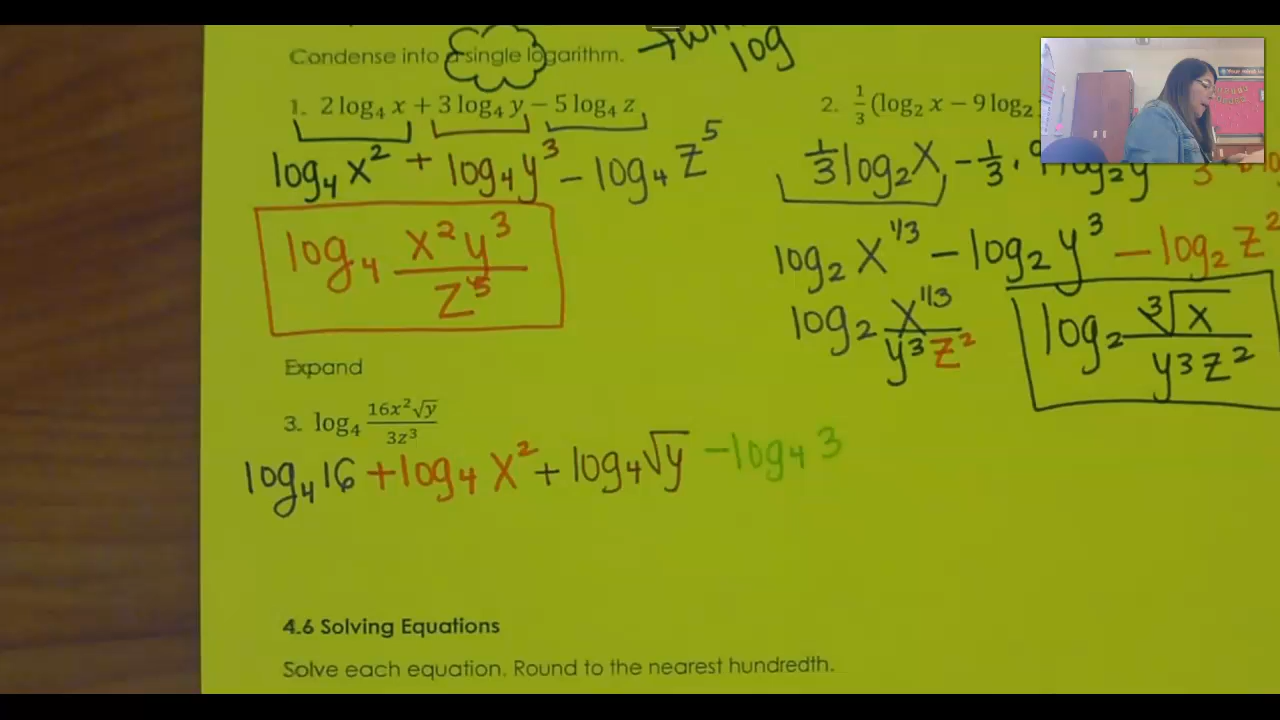 Condense into a single logarithm. → log
1. 2 log₄ x + 3 log₄ y − 5 log₄ z
log₄ x² + log₄ y³ − log₄ z⁵
log₄ x²y³ / z⁵
2. 1/3 (log₂ x − 9 log₂
1/3 log₂ x − 1/3 ·
log₂ x^1/3 − log₂ y³ − log₂ z²
log₂ x^1/3 / y³z²
log₂ ³√x / y³z²
Expand
3. log₄ 16x²√y / 3z³
log₄ 16 + log₄ x² + log₄ √y − log₄ 3
4.6 Solving Equations
Solve each equation. Round to the nearest hundredth.